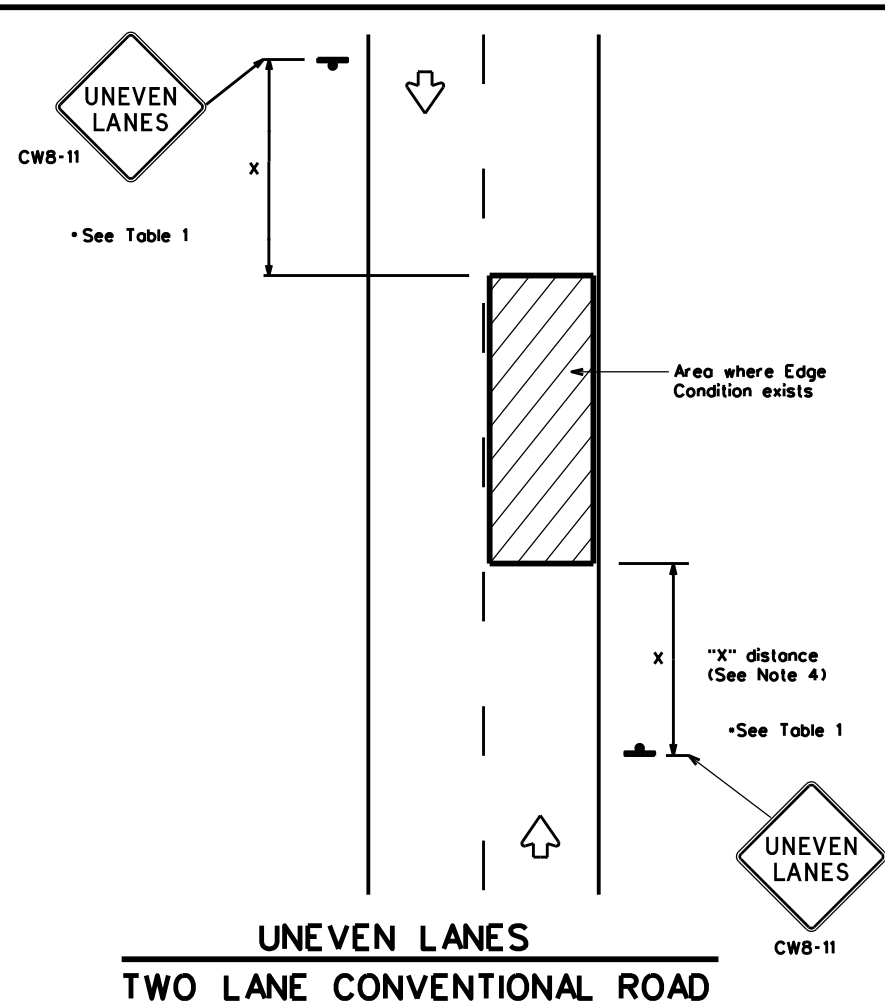 UNEVEN
LANES
CW8-11
X
*See Table 1
Area where Edge
Condition exists
X
"X" distance
(See Note 4)
*See Table 1
UNEVEN
LANES
CW8-11
UNEVEN LANES
TWO LANE CONVENTIONAL ROAD